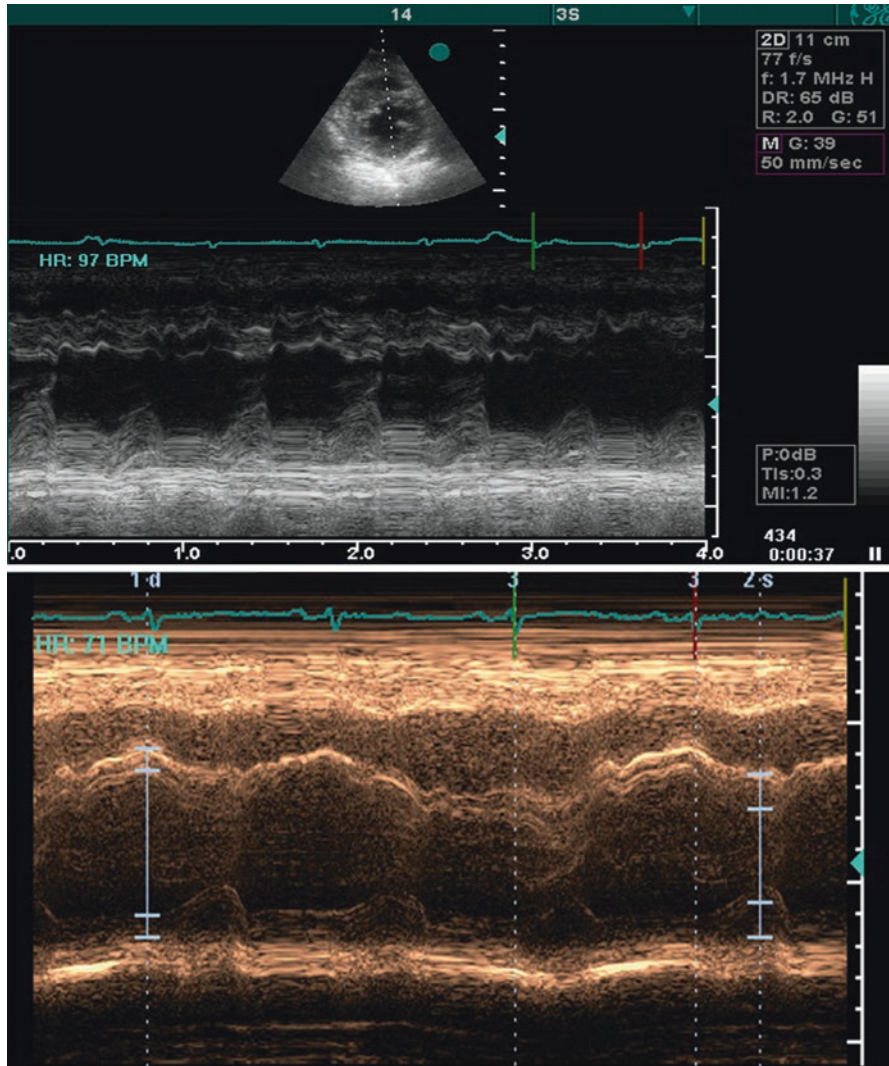 14 3S
2D 11 cm
77 f/s
f: 1.7 MHz H
DR: 65 dB
R: 2.0 G: 51
M G: 39
50 mm/sec
HR: 97 BPM
P:0dB
TIs:0.3
MI:1.2
434
0:00:37
.0 1.0 2.0 3.0 4.0
1 d 3 3 2 s
HR: 71 BPM